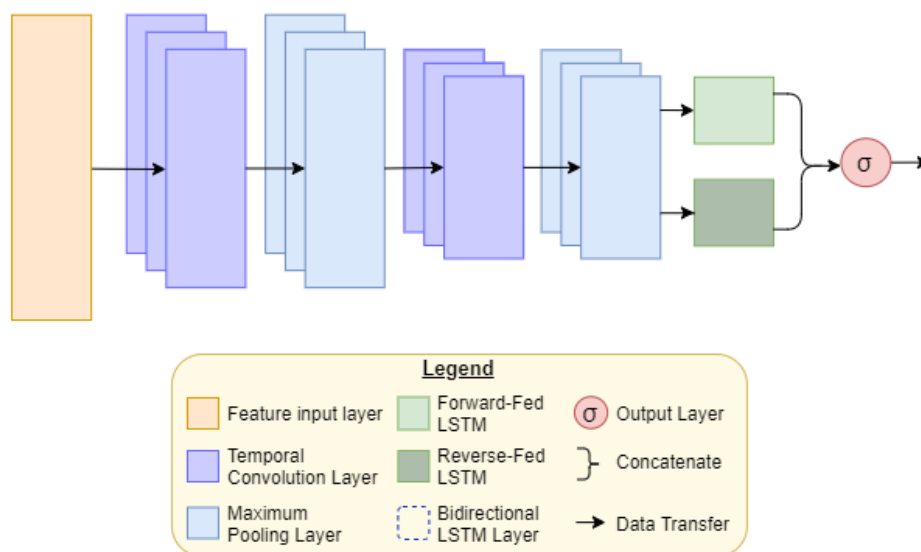 σ
Legend
Feature input layer
Forward-Fed
LSTM
σ Output Layer
Temporal
Convolution Layer
Reverse-Fed
LSTM
Concatenate
Maximum
Pooling Layer
Bidirectional
LSTM Layer
Data Transfer